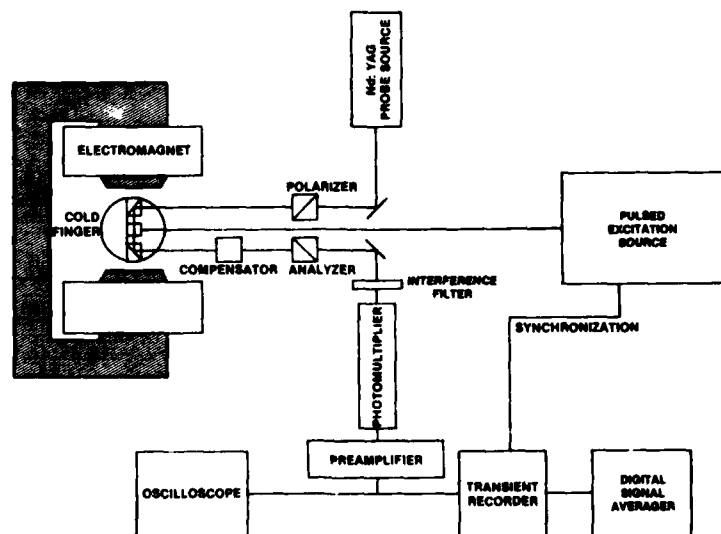 Nd: YAG
PROBE SOURCE
ELECTROMAGNET
POLARIZER
COLD
FINGER
PULSED
EXCITATION
SOURCE
COMPENSATOR
ANALYZER
INTERFERENCE
FILTER
SYNCHRONIZATION
PHOTOMULTIPLIER
PREAMPLIFIER
OSCILLOSCOPE
TRANSIENT
RECORDER
DIGITAL
SIGNAL
AVERAGER